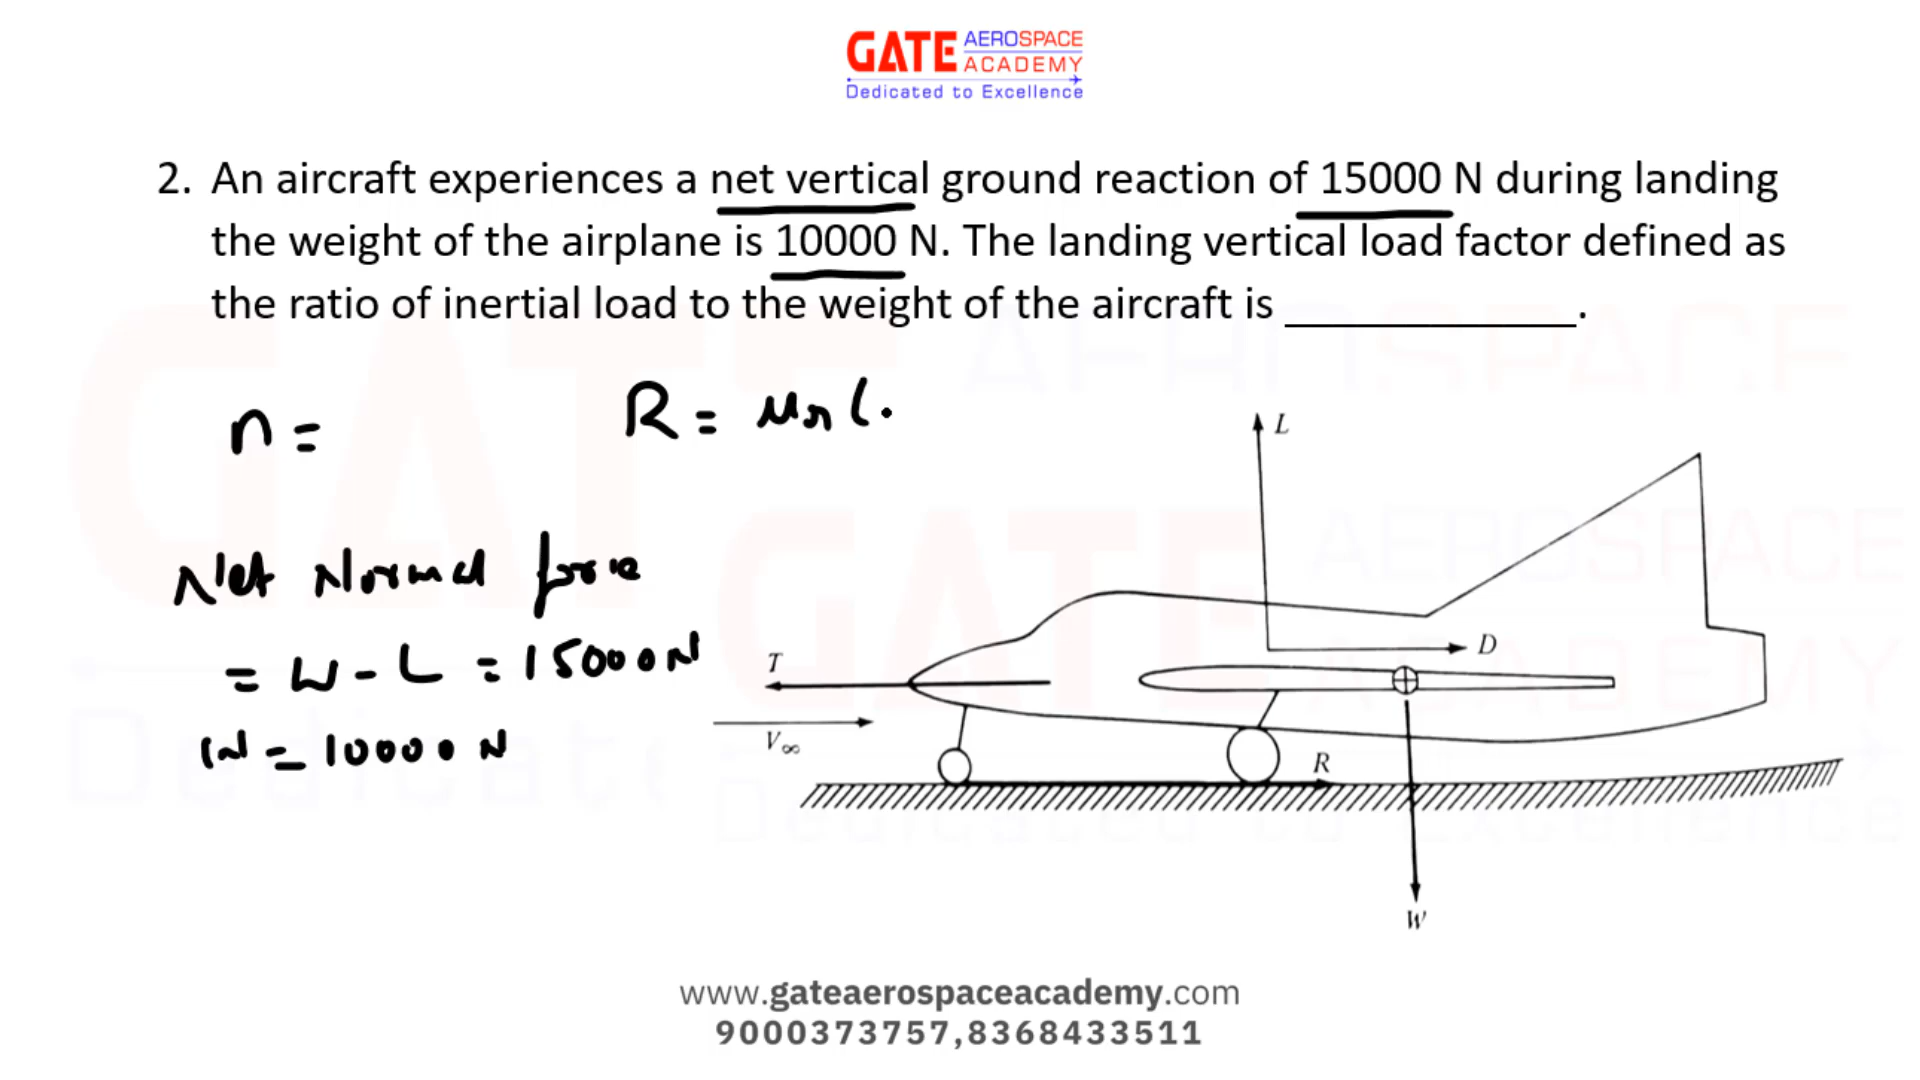 GATE AEROSPACE ACADEMY
Dedicated to Excellence
2. An aircraft experiences a net vertical ground reaction of 15000 N during landing
the weight of the airplane is 10000 N. The landing vertical load factor defined as
the ratio of inertial load to the weight of the aircraft is ____________.
n =
R = μr (.
L
Net Normal force
= W - L = 15000N
D
T
W = 10000 N
V∞
R
W
www.gateaerospaceacademy.com
9000373757,8368433511